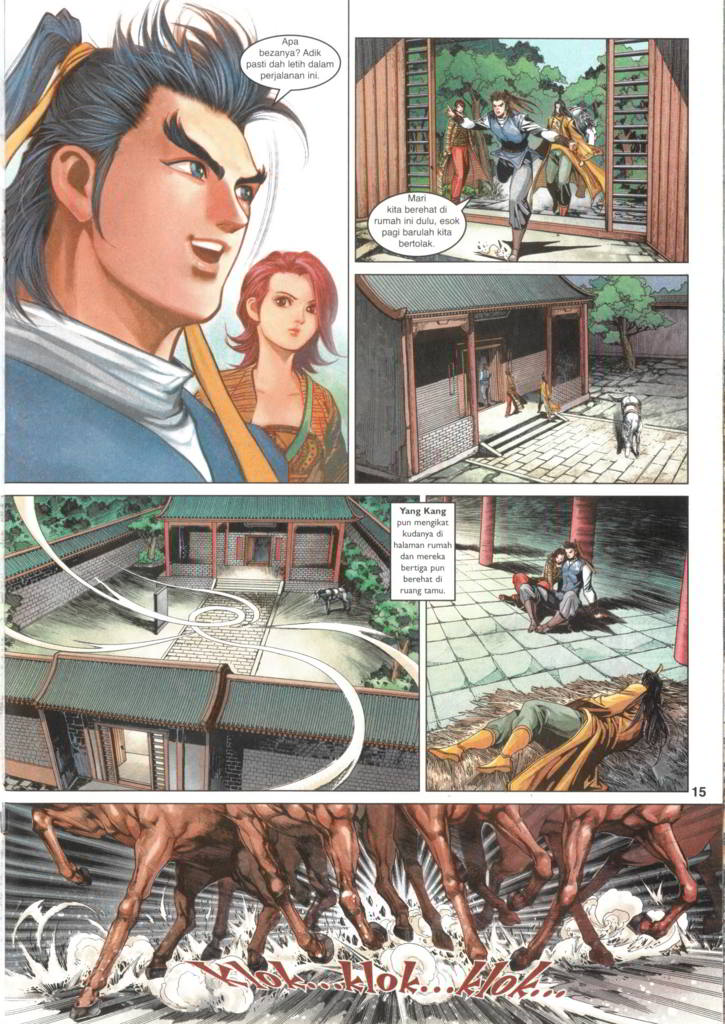 Apa
bezanya? Adik
pasti dah letih dalam
perjalanan ini.
Mari
kita berehat di
rumah ini dulu, esok
pagi barulah kita
bertolak.
Yang Kang
pun mengikat
kudanya di
halaman rumah
dan mereka
bertiga pun
berehat di
ruang tamu.
15
Klok...klok...klok...